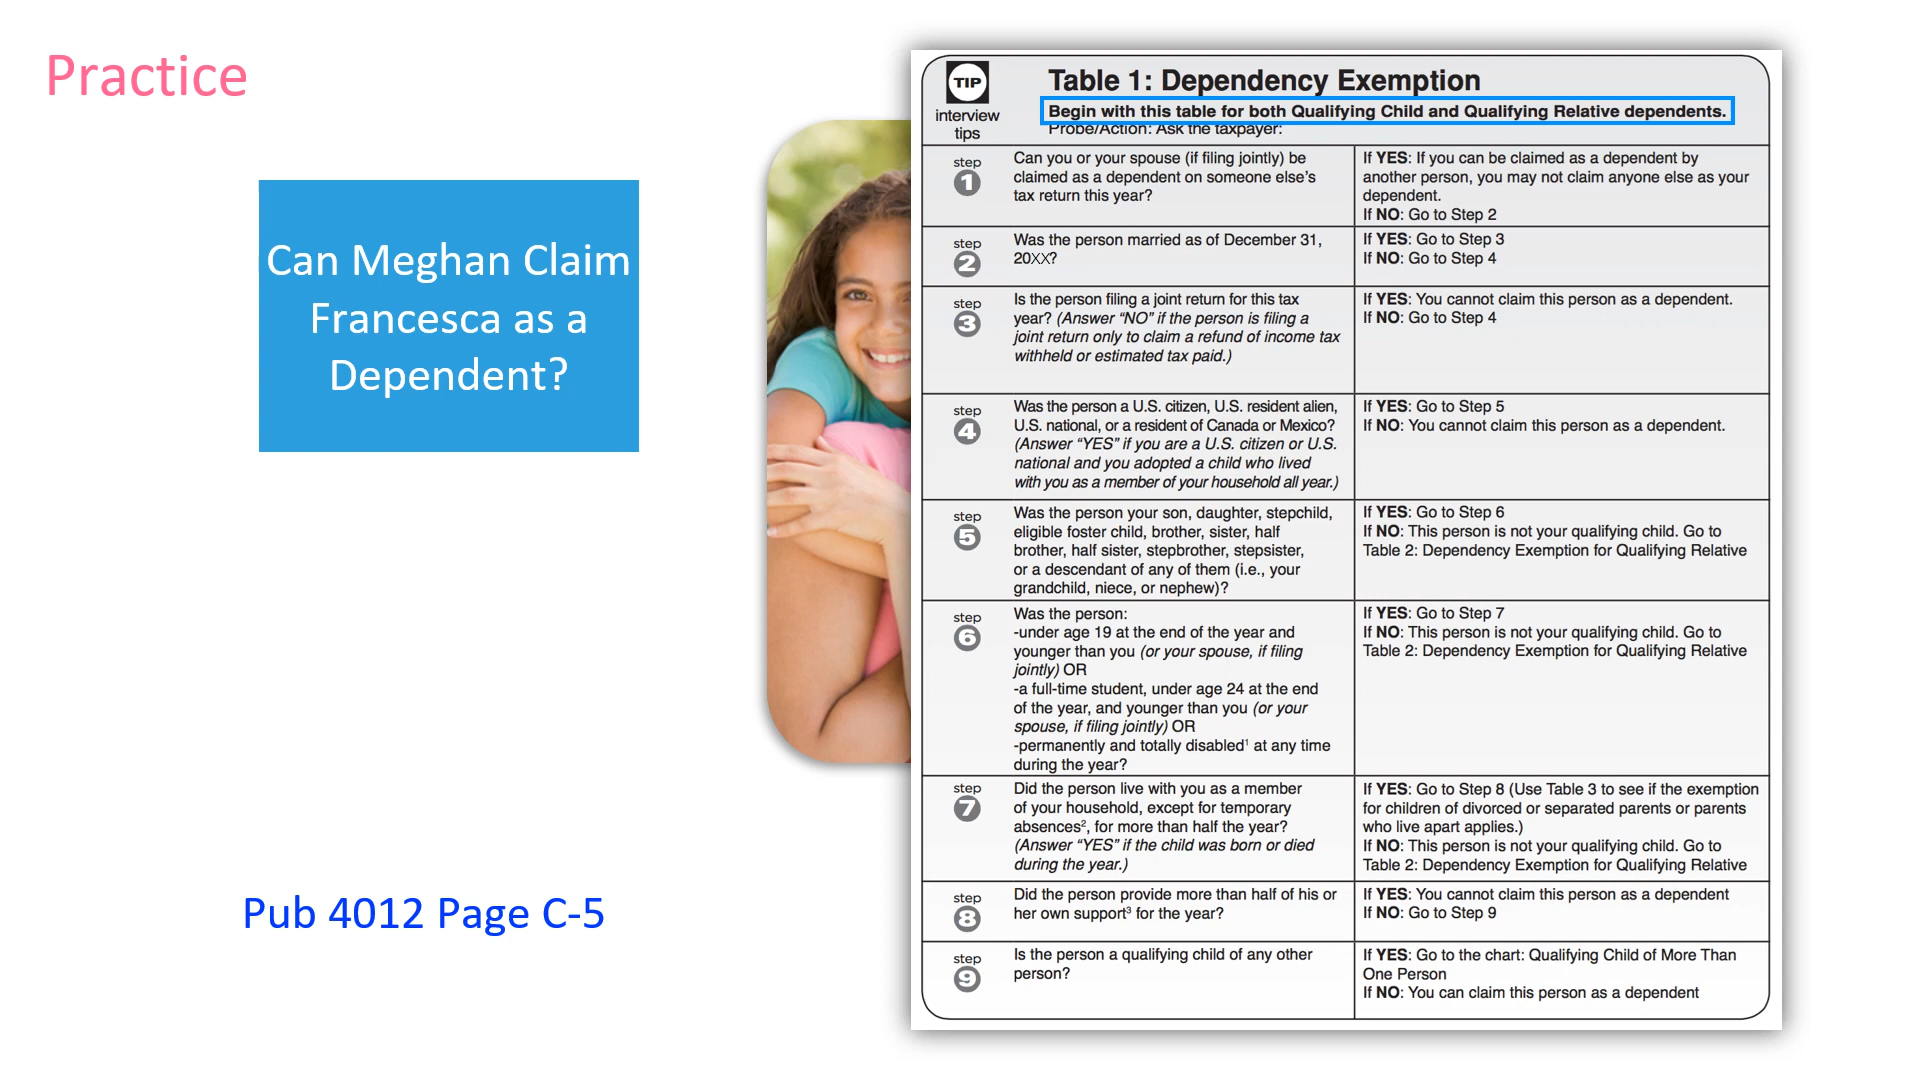 Practice
Can Meghan Claim
Francesca as a
Dependent?
Pub 4012 Page C-5
TIP
interview
tips
Table 1: Dependency Exemption
Begin with this table for both Qualifying Child and Qualifying Relative dependents.
Probe/Action: Ask the taxpayer:
step
1
Can you or your spouse (if filing jointly) be
claimed as a dependent on someone else's
tax return this year?
If YES: If you can be claimed as a dependent by
another person, you may not claim anyone else as your
dependent.
If NO: Go to Step 2
step
2
Was the person married as of December 31,
20XX?
If YES: Go to Step 3
If NO: Go to Step 4
step
3
Is the person filing a joint return for this tax
year? (Answer "NO" if the person is filing a
joint return only to claim a refund of income tax
withheld or estimated tax paid.)
If YES: You cannot claim this person as a dependent.
If NO: Go to Step 4
step
4
Was the person a U.S. citizen, U.S. resident alien,
U.S. national, or a resident of Canada or Mexico?
(Answer "YES" if you are a U.S. citizen or U.S.
national and you adopted a child who lived
with you as a member of your household all year.)
If YES: Go to Step 5
If NO: You cannot claim this person as a dependent.
step
5
Was the person your son, daughter, stepchild,
eligible foster child, brother, sister, half
brother, half sister, stepbrother, stepsister,
or a descendant of any of them (i.e., your
grandchild, niece, or nephew)?
If YES: Go to Step 6
If NO: This person is not your qualifying child. Go to
Table 2: Dependency Exemption for Qualifying Relative
step
6
Was the person:
-under age 19 at the end of the year and
younger than you (or your spouse, if filing
jointly) OR
-a full-time student, under age 24 at the end
of the year, and younger than you (or your
spouse, if filing jointly) OR
-permanently and totally disabled¹ at any time
during the year?
If YES: Go to Step 7
If NO: This person is not your qualifying child. Go to
Table 2: Dependency Exemption for Qualifying Relative
step
7
Did the person live with you as a member
of your household, except for temporary
absences², for more than half the year?
(Answer "YES" if the child was born or died
during the year.)
If YES: Go to Step 8 (Use Table 3 to see if the exemption
for children of divorced or separated parents or parents
who live apart applies.)
If NO: This person is not your qualifying child. Go to
Table 2: Dependency Exemption for Qualifying Relative
step
8
Did the person provide more than half of his or
her own support³ for the year?
If YES: You cannot claim this person as a dependent
If NO: Go to Step 9
step
9
Is the person a qualifying child of any other
person?
If YES: Go to the chart: Qualifying Child of More Than
One Person
If NO: You can claim this person as a dependent